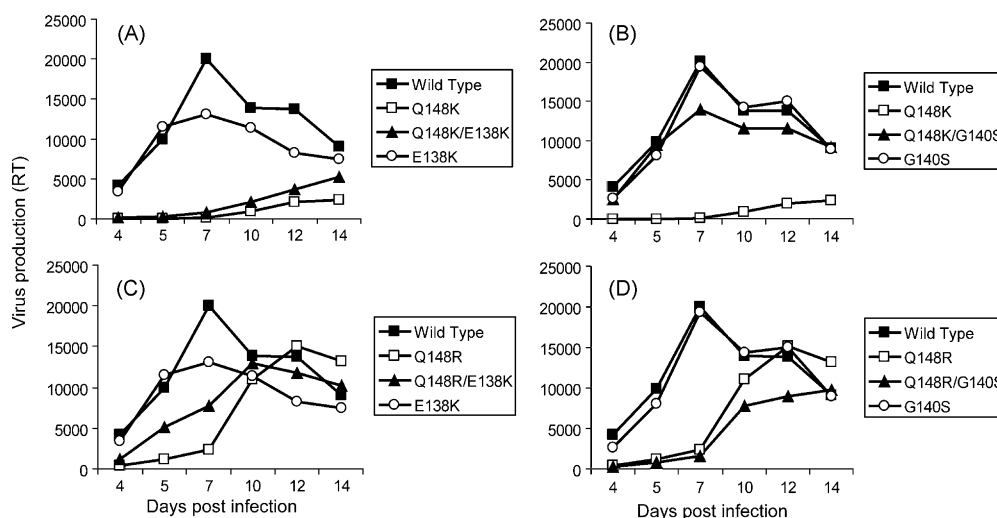 Virus production (RT)
(A)
25000
20000
15000
10000
5000
0
4 5 7 10 12 14
Wild Type
Q148K
Q148K/E138K
E138K
(B)
25000
20000
15000
10000
5000
0
4 5 7 10 12 14
Wild Type
Q148K
Q148K/G140S
G140S
(C)
25000
20000
15000
10000
5000
0
4 5 7 10 12 14
Days post infection
Wild Type
Q148R
Q148R/E138K
E138K
(D)
25000
20000
15000
10000
5000
0
4 5 7 10 12 14
Days post infection
Wild Type
Q148R
Q148R/G140S
G140S